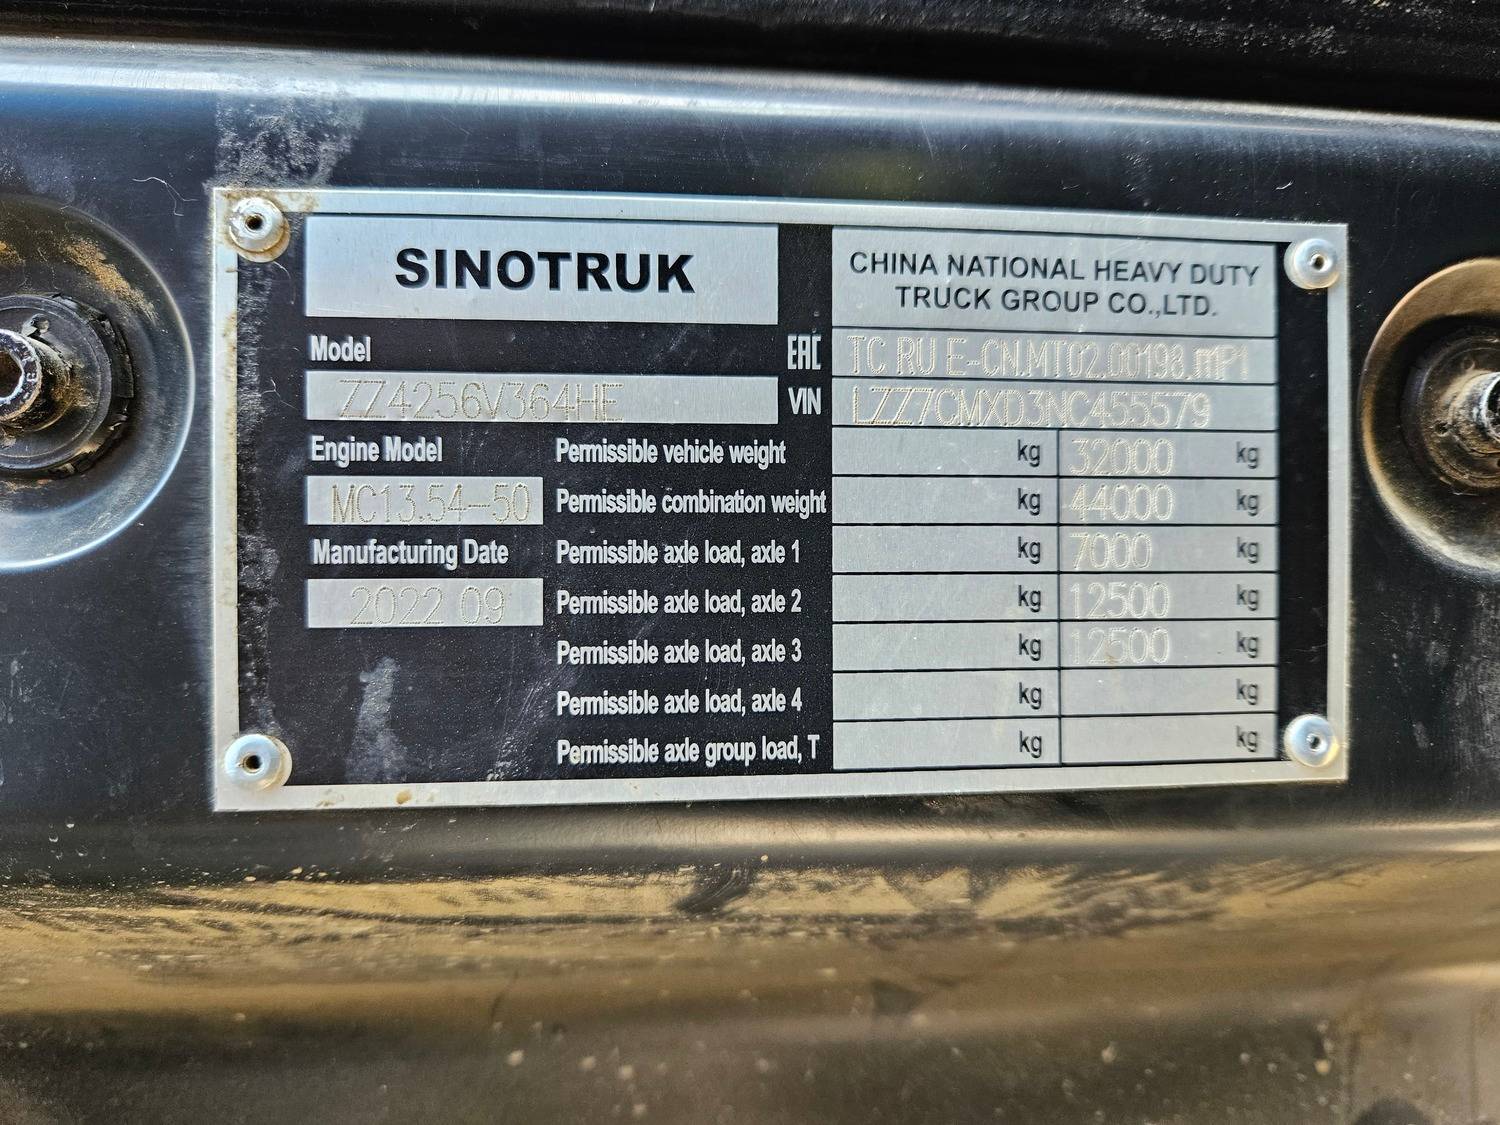 SINOTRUK
CHINA NATIONAL HEAVY DUTY
TRUCK GROUP CO.,LTD.
Model
EAC TC RU E-CN.MT02.00198.mP1
ZZ4256V364HE
VIN LZZ7CMXD3NC455579
Engine Model
Permissible vehicle weight kg 32000 kg
MC13.54-50
Permissible combination weight kg 44000 kg
Manufacturing Date
Permissible axle load, axle 1 kg 7000 kg
2022 09
Permissible axle load, axle 2 kg 12500 kg
Permissible axle load, axle 3 kg 12500 kg
Permissible axle load, axle 4 kg kg
Permissible axle group load, T kg kg